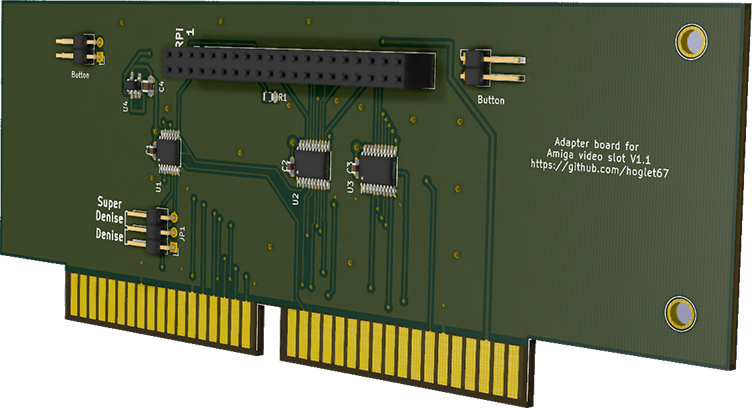 RPi
1
Button
U4
C4
R1
Button
U1
C2
U2
C3
U3
Adapter board for
Amiga video slot V1.1
https://github.com/hoglet67
Super
Denise
Denise
JP1